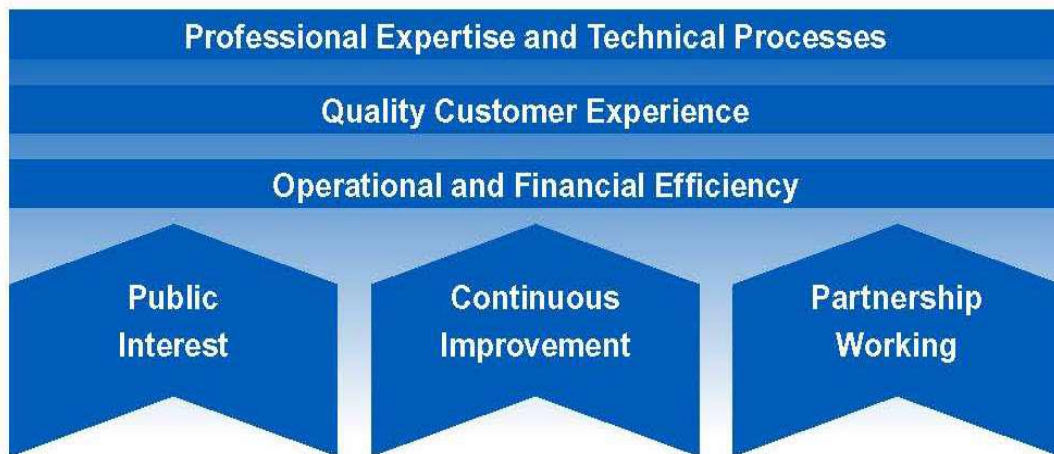 Professional Expertise and Technical Processes
Quality Customer Experience
Operational and Financial Efficiency
Public
Interest
Continuous
Improvement
Partnership
Working